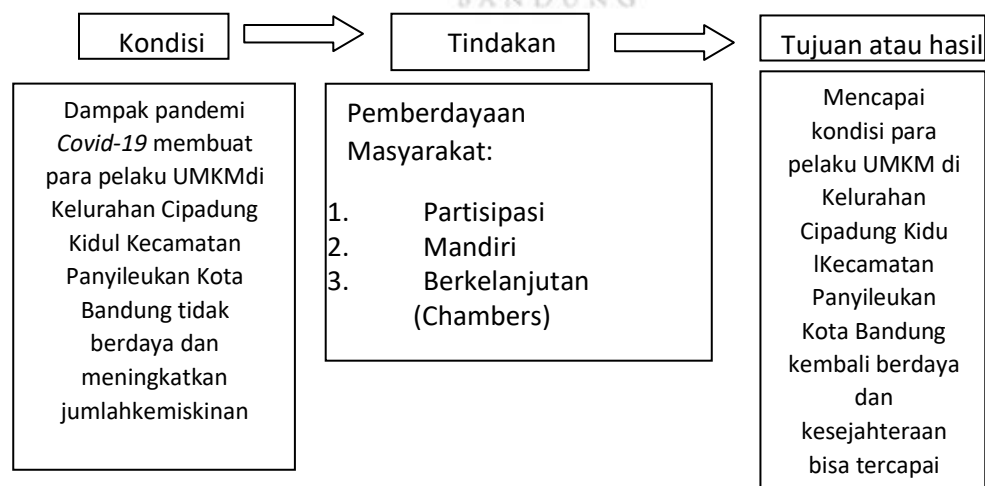 BANDUNG
Kondisi
Tindakan
Tujuan atau hasil
Dampak pandemi
Covid-19 membuat
para pelaku UMKMdi
Kelurahan Cipadung
Kidul Kecamatan
Panyileukan Kota
Bandung tidak
berdaya dan
meningkatkan
jumlahkemiskinan
Pemberdayaan
Masyarakat:
1. Partisipasi
2. Mandiri
3. Berkelanjutan
(Chambers)
Mencapai
kondisi para
pelaku UMKM di
Kelurahan
Cipadung Kidu
lKecamatan
Panyileukan
Kota Bandung
kembali berdaya
dan
kesejahteraan
bisa tercapai